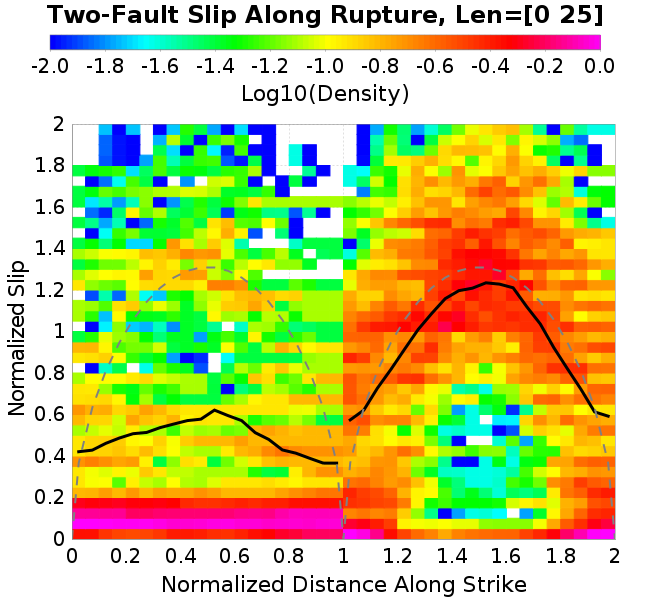 Two-Fault Slip Along Rupture, Len=[0 25]
-2.0 -1.8 -1.6 -1.4 -1.2 -1.0 -0.8 -0.6 -0.4 -0.2 0.0
Log10(Density)
2
1.8
1.6
1.4
1.2
1
0.8
0.6
0.4
0.2
0
Normalized Slip
0 0.2 0.4 0.6 0.8 1 1.2 1.4 1.6 1.8 2
Normalized Distance Along Strike